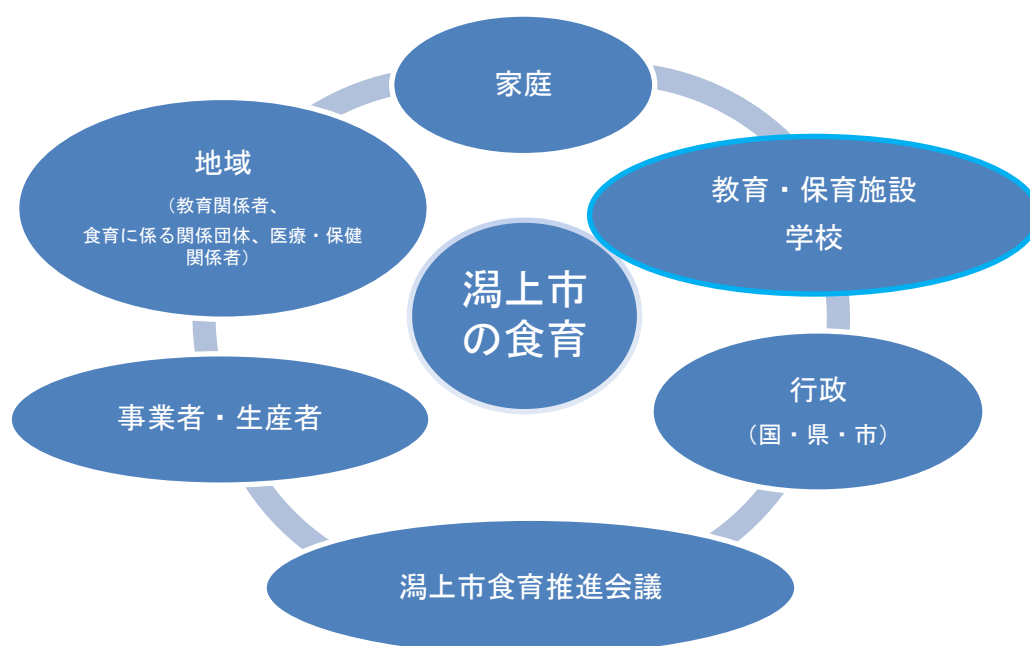 家庭
地域
（教育関係者、
食育に係る関係団体、医療・保健
関係者）
教育・保育施設
学校
潟上市
の食育
事業者・生産者
行政
（国・県・市）
潟上市食育推進会議